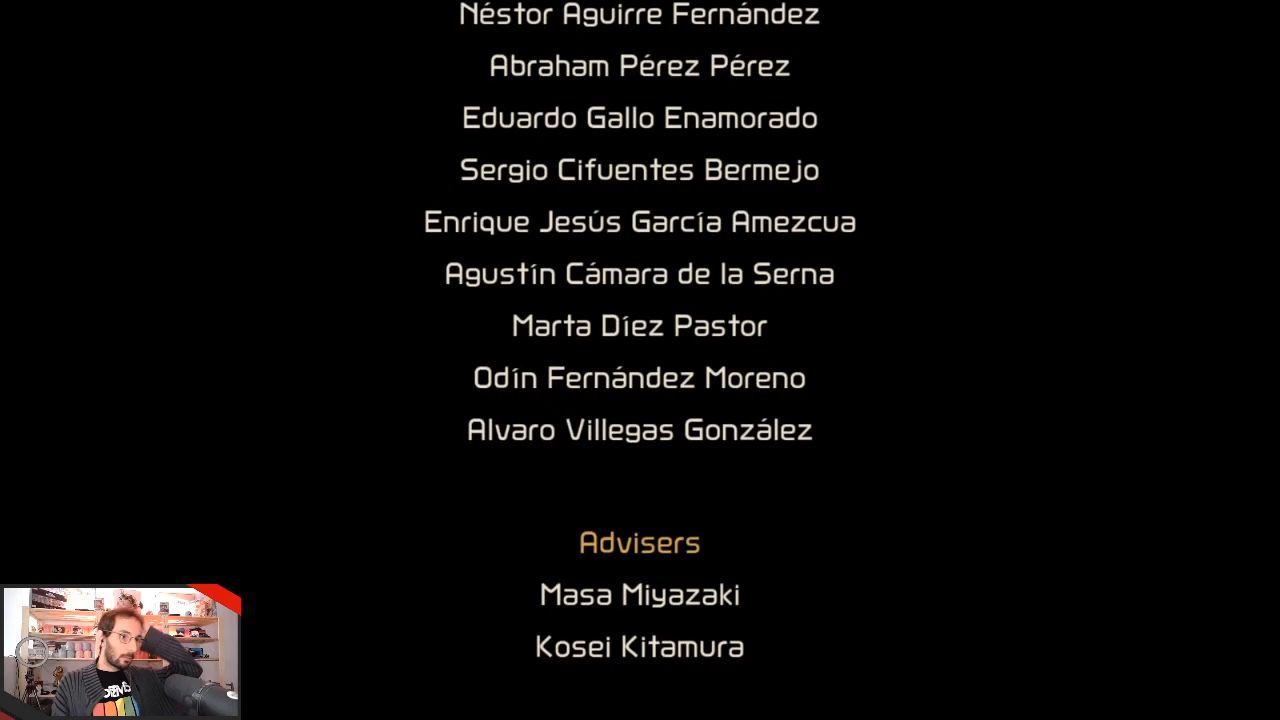 Néstor Aguirre Fernández
Abraham Pérez Pérez
Eduardo Gallo Enamorado
Sergio Cifuentes Bermejo
Enrique Jesús García Amezcua
Agustín Cámara de la Serna
Marta Díez Pastor
Odín Fernández Moreno
Alvaro Villegas González
Advisers
Masa Miyazaki
Kosei Kitamura